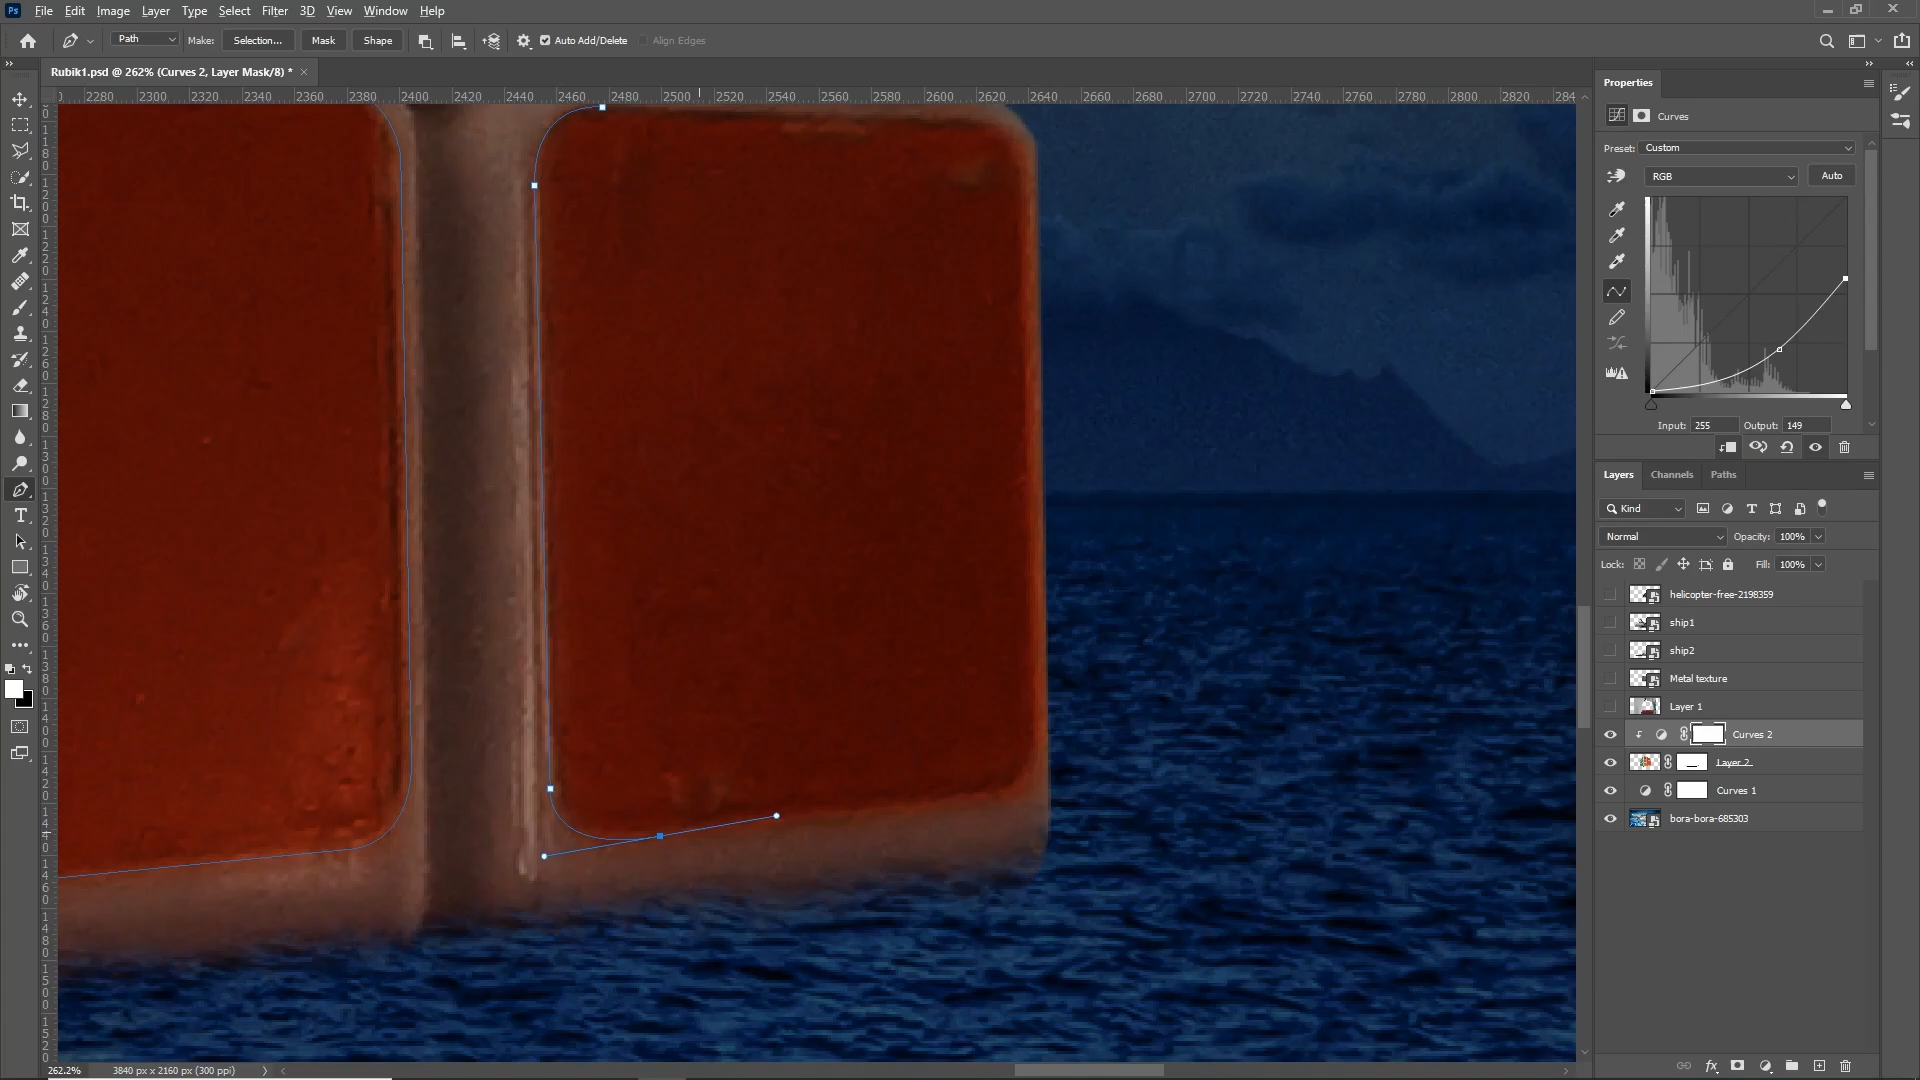 Ps File Edit Image Layer Type Select Filter 3D View Window Help
Path Make: Selection... Mask Shape Auto Add/Delete Align Edges
Rubik1.psd @ 262% (Curves 2, Layer Mask/8) *
2280 2300 2320 2340 2360 2380 2400 2420 2440 2460 2480 2500 2520 2540 2560 2580 2600 2620 2640 2660 2680 2700 2720 2740 2760 2780 2800 2820 284
Properties
Curves
Preset: Custom
RGB Auto
Input: 255 Output: 149
Layers Channels Paths
Kind
Normal Opacity: 100%
Lock: Fill: 100%
helicopter-free-2198359
ship1
ship2
Metal texture
Layer 1
Curves 2
Layer 2
Curves 1
bora-bora-685303
262.2% 3840 px x 2160 px (300 ppi)